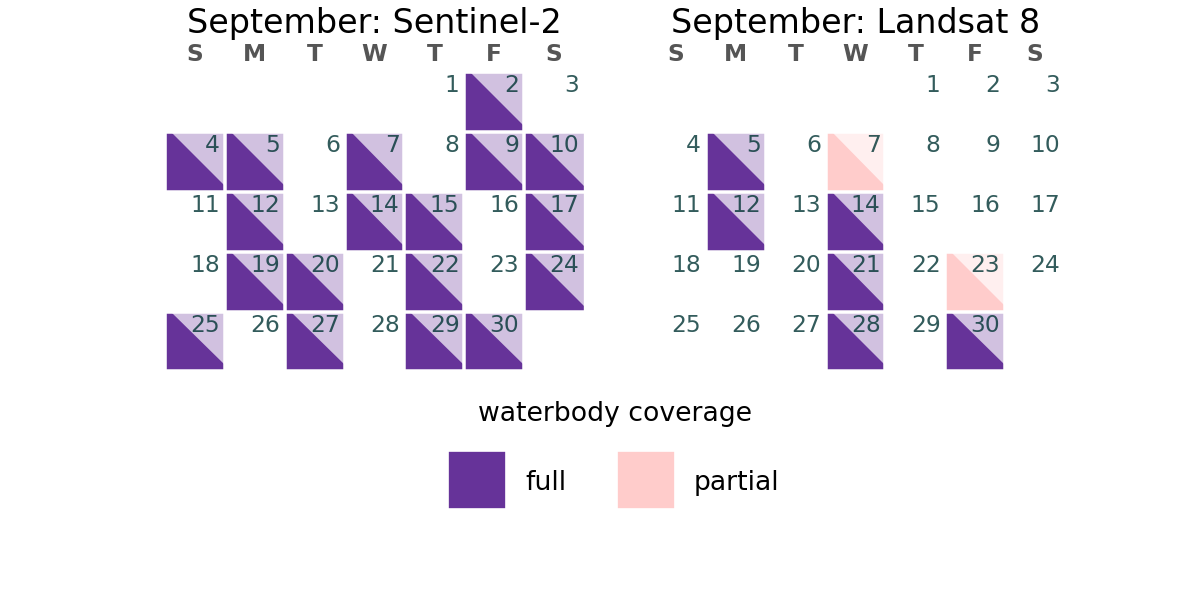 September: Sentinel-2
S M T W T F S
1 2 3
4 5 6 7 8 9 10
11 12 13 14 15 16 17
18 19 20 21 22 23 24
25 26 27 28 29 30
September: Landsat 8
S M T W T F S
1 2 3
4 5 6 7 8 9 10
11 12 13 14 15 16 17
18 19 20 21 22 23 24
25 26 27 28 29 30
waterbody coverage
full partial